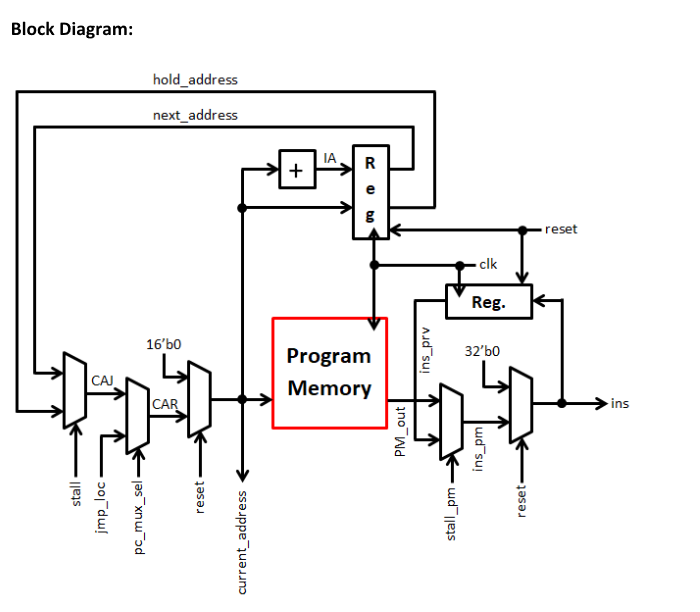 Block Diagram:
hold_address
next_address
+
IA
R
e
g
reset
clk
Reg.
16'b0
Program
Memory
ins_prv
32'b0
CAJ
CAR
ins
PM_out
ins_pm
stall
jmp_loc
pc_mux_sel
reset
current_address
stall_pm
reset